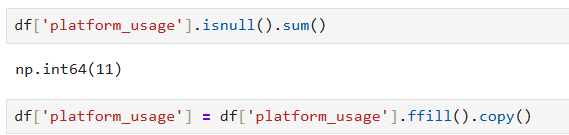 df['platform_usage'].isnull().sum()
np.int64(11)
df['platform_usage'] = df['platform_usage'].ffill().copy()